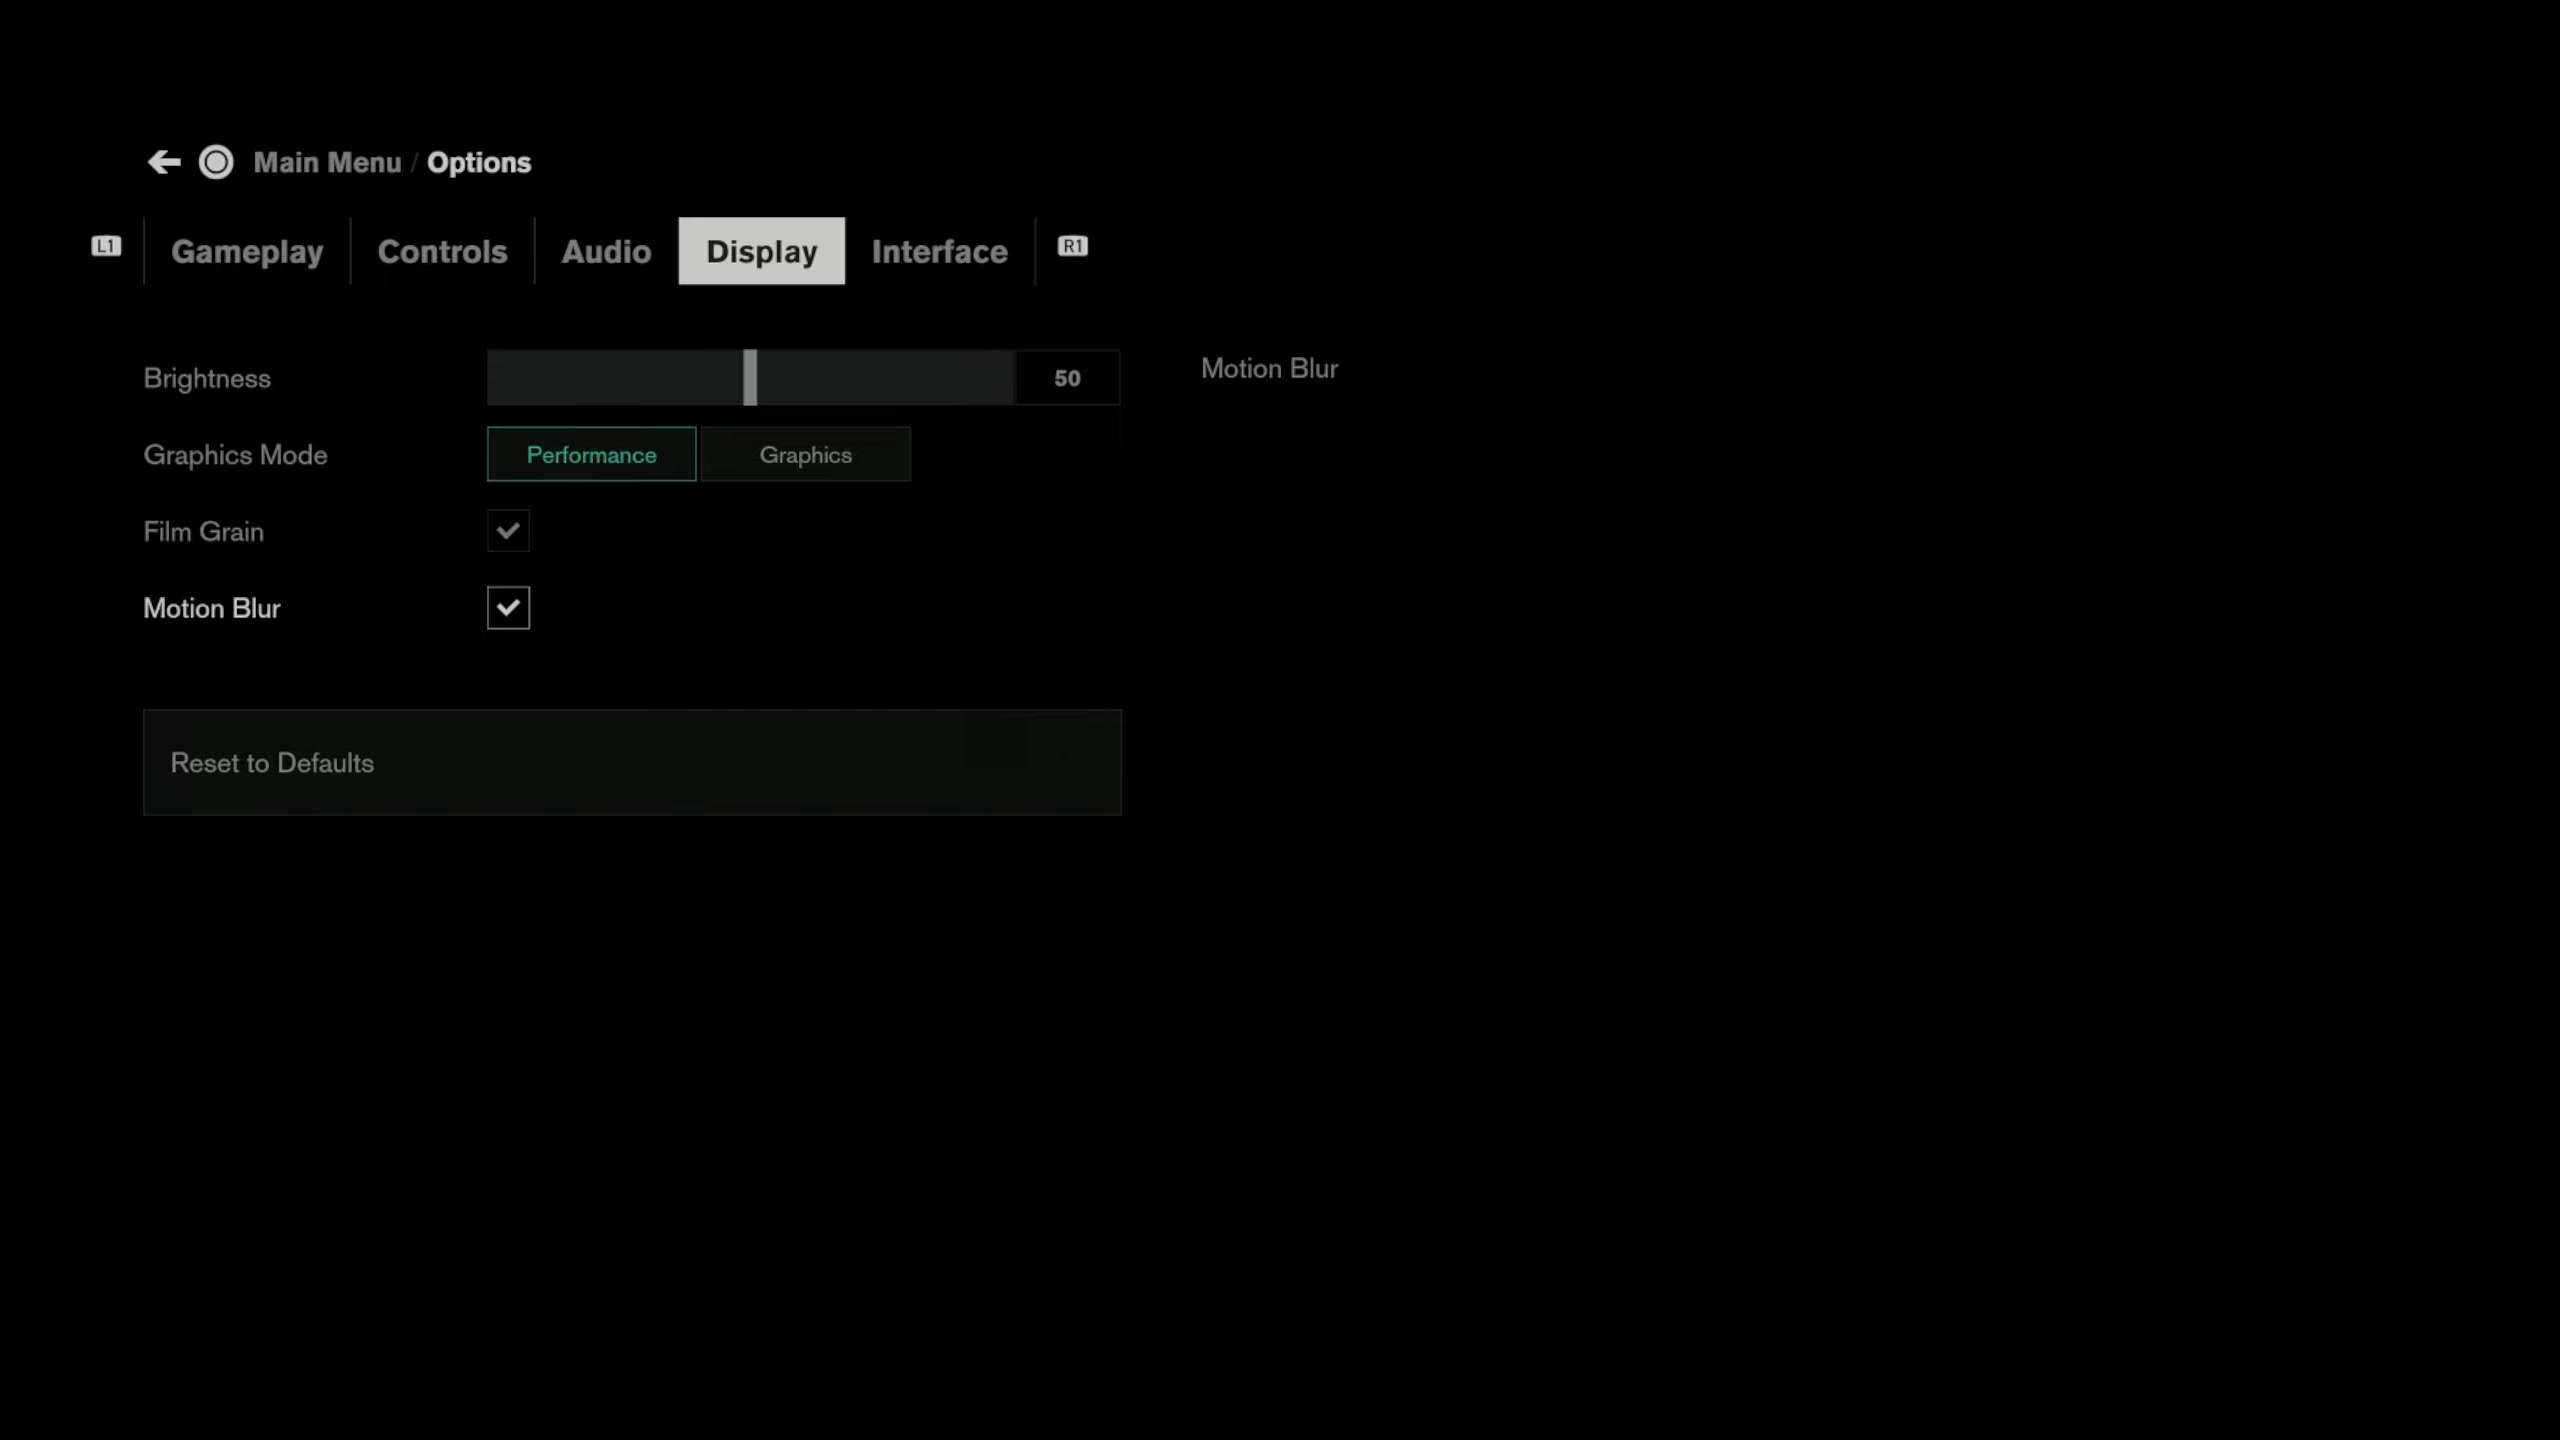 Main Menu / Options
L1 Gameplay Controls Audio Display Interface R1
Brightness 50
Motion Blur
Graphics Mode Performance Graphics
Film Grain
Motion Blur
Reset to Defaults